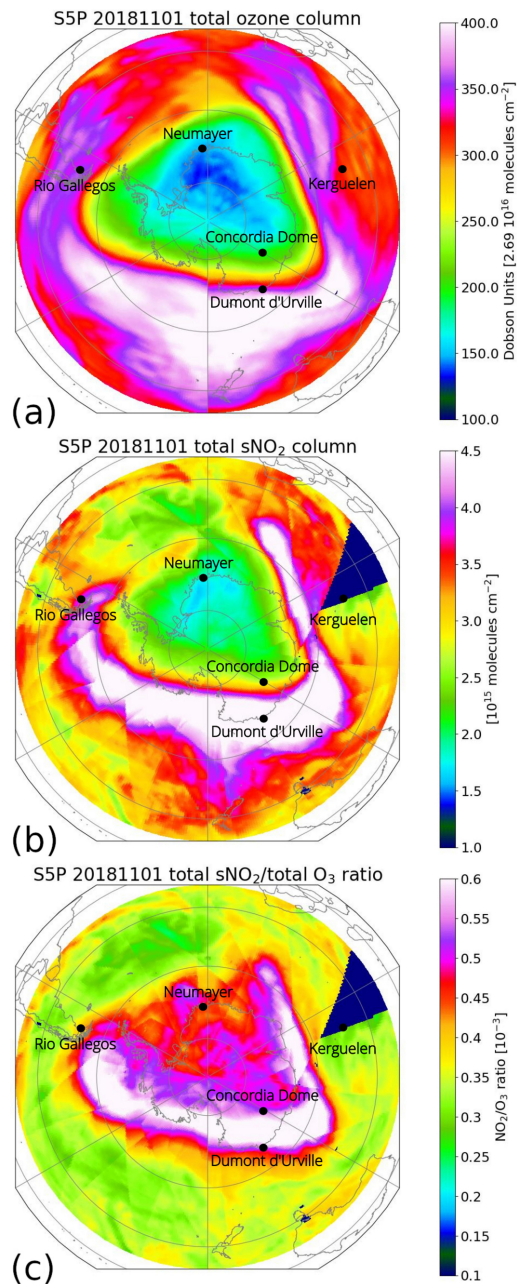 S5P 20181101 total ozone column
Neumayer
Rio Gallegos
Kerguelen
Concordia Dome
Dumont d'Urville
(a)
400.0
350.0
300.0
250.0
200.0
150.0
100.0
Dobson Units [2.69 10¹⁶ molecules cm⁻²]
S5P 20181101 total sNO₂ column
Neumayer
Rio Gallegos
Kerguelen
Concordia Dome
Dumont d'Urville
(b)
4.5
4.0
3.5
3.0
2.5
2.0
1.5
1.0
[10¹⁵ molecules cm⁻²]
S5P 20181101 total sNO₂/total O₃ ratio
Neumayer
Rio Gallegos
Kerguelen
Concordia Dome
Dumont d'Urville
(c)
0.6
0.55
0.5
0.45
0.4
0.35
0.3
0.25
0.2
0.15
0.1
NO₂/O₃ ratio [10⁻³]